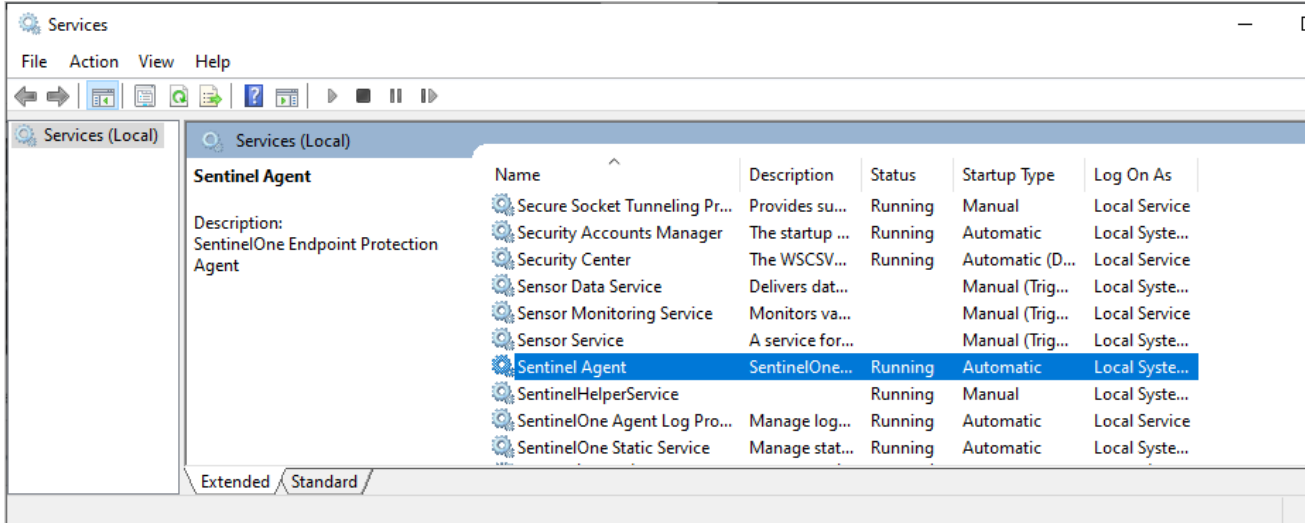 Services
File Action View Help
Services (Local)
Services (Local)
Sentinel Agent
Description:
SentinelOne Endpoint Protection
Agent
Name Description Status Startup Type Log On As
Secure Socket Tunneling Pr... Provides su... Running Manual Local Service
Security Accounts Manager The startup ... Running Automatic Local Syste...
Security Center The WSCSV... Running Automatic (D... Local Service
Sensor Data Service Delivers dat... Manual (Trig... Local Syste...
Sensor Monitoring Service Monitors va... Manual (Trig... Local Service
Sensor Service A service for... Manual (Trig... Local Syste...
Sentinel Agent SentinelOne... Running Automatic Local Syste...
SentinelHelperService Running Manual Local Syste...
SentinelOne Agent Log Pro... Manage log... Running Automatic Local Service
SentinelOne Static Service Manage stat... Running Automatic Local Syste...
Extended Standard